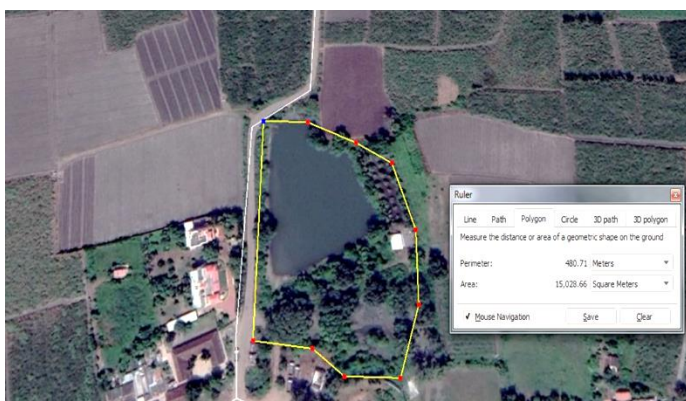 Ruler
Line Path Polygon Circle 3D path 3D polygon
Measure the distance or area of a geometric shape on the ground
Perimeter: 480.71 Meters
Area: 15,028.66 Square Meters
Mouse Navigation Save Clear